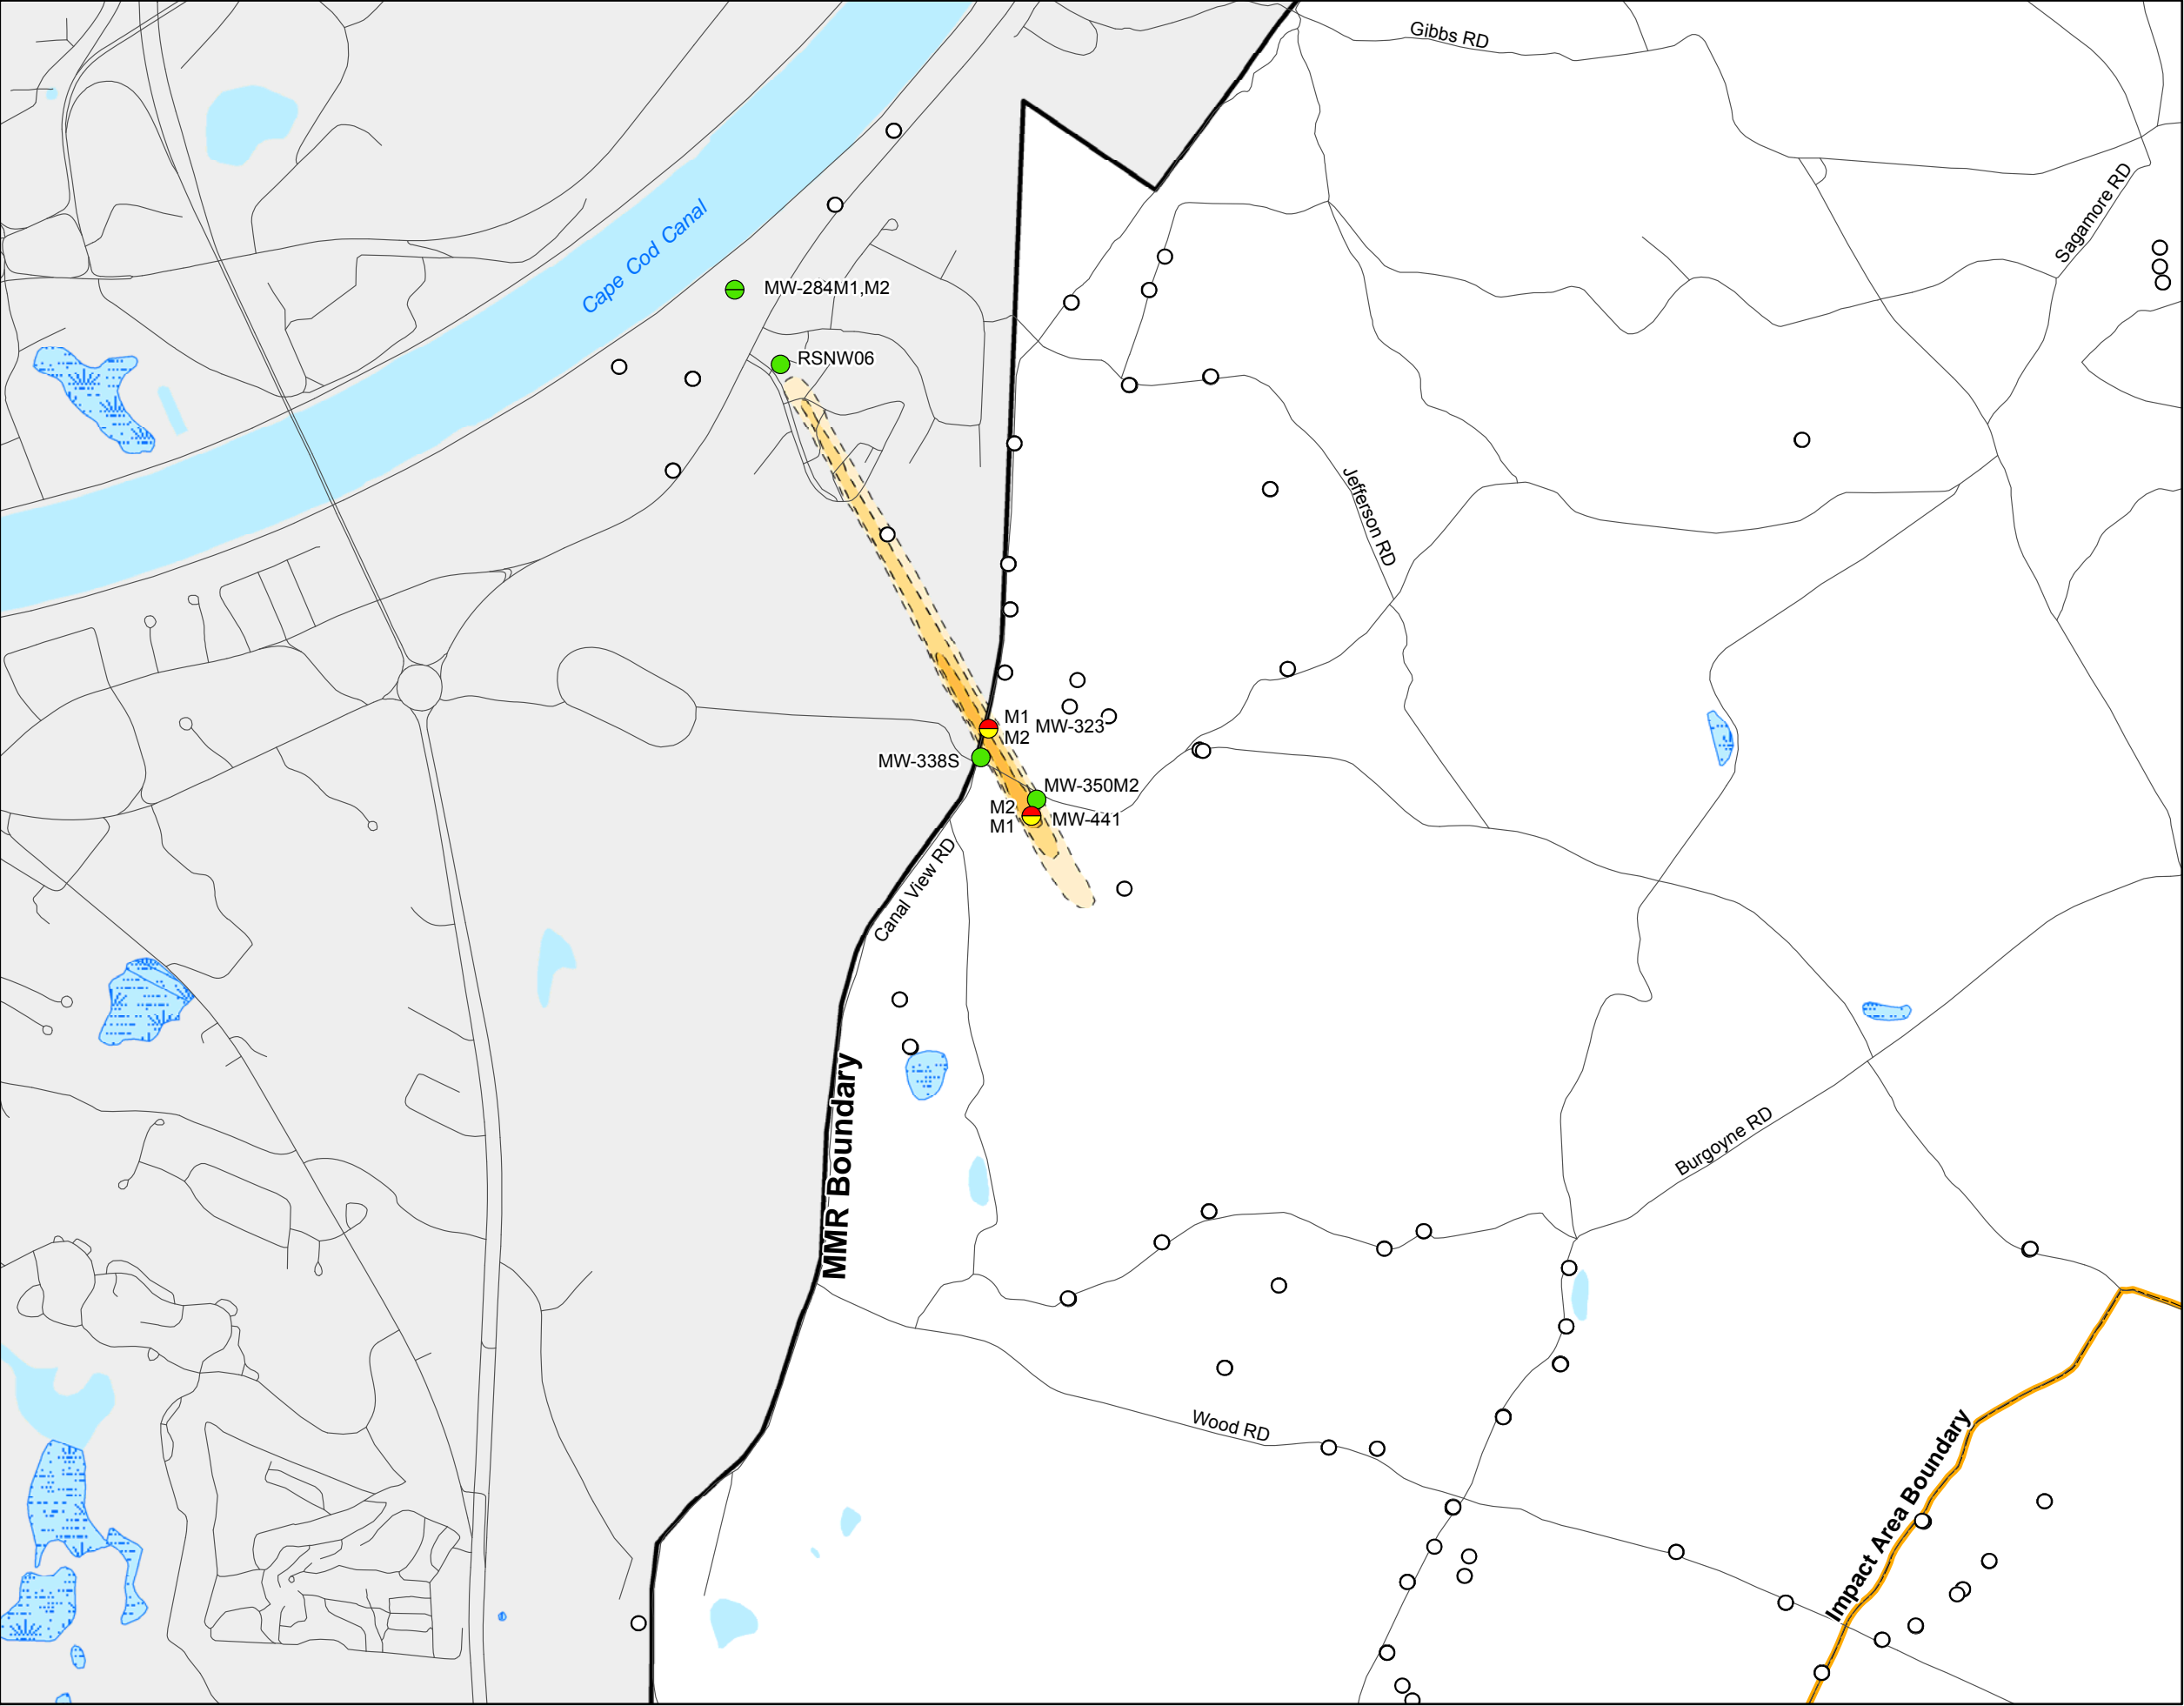 Gibbs RD
Sagamore RD
Cape Cod Canal
MW-284M1,M2
RSNW06
Jefferson RD
M1
MW-323
M2
MW-338S
MW-350M2
M2
MW-441
M1
Canal View RD
MMR Boundary
Burgoyne RD
Wood RD
Impact Area Boundary